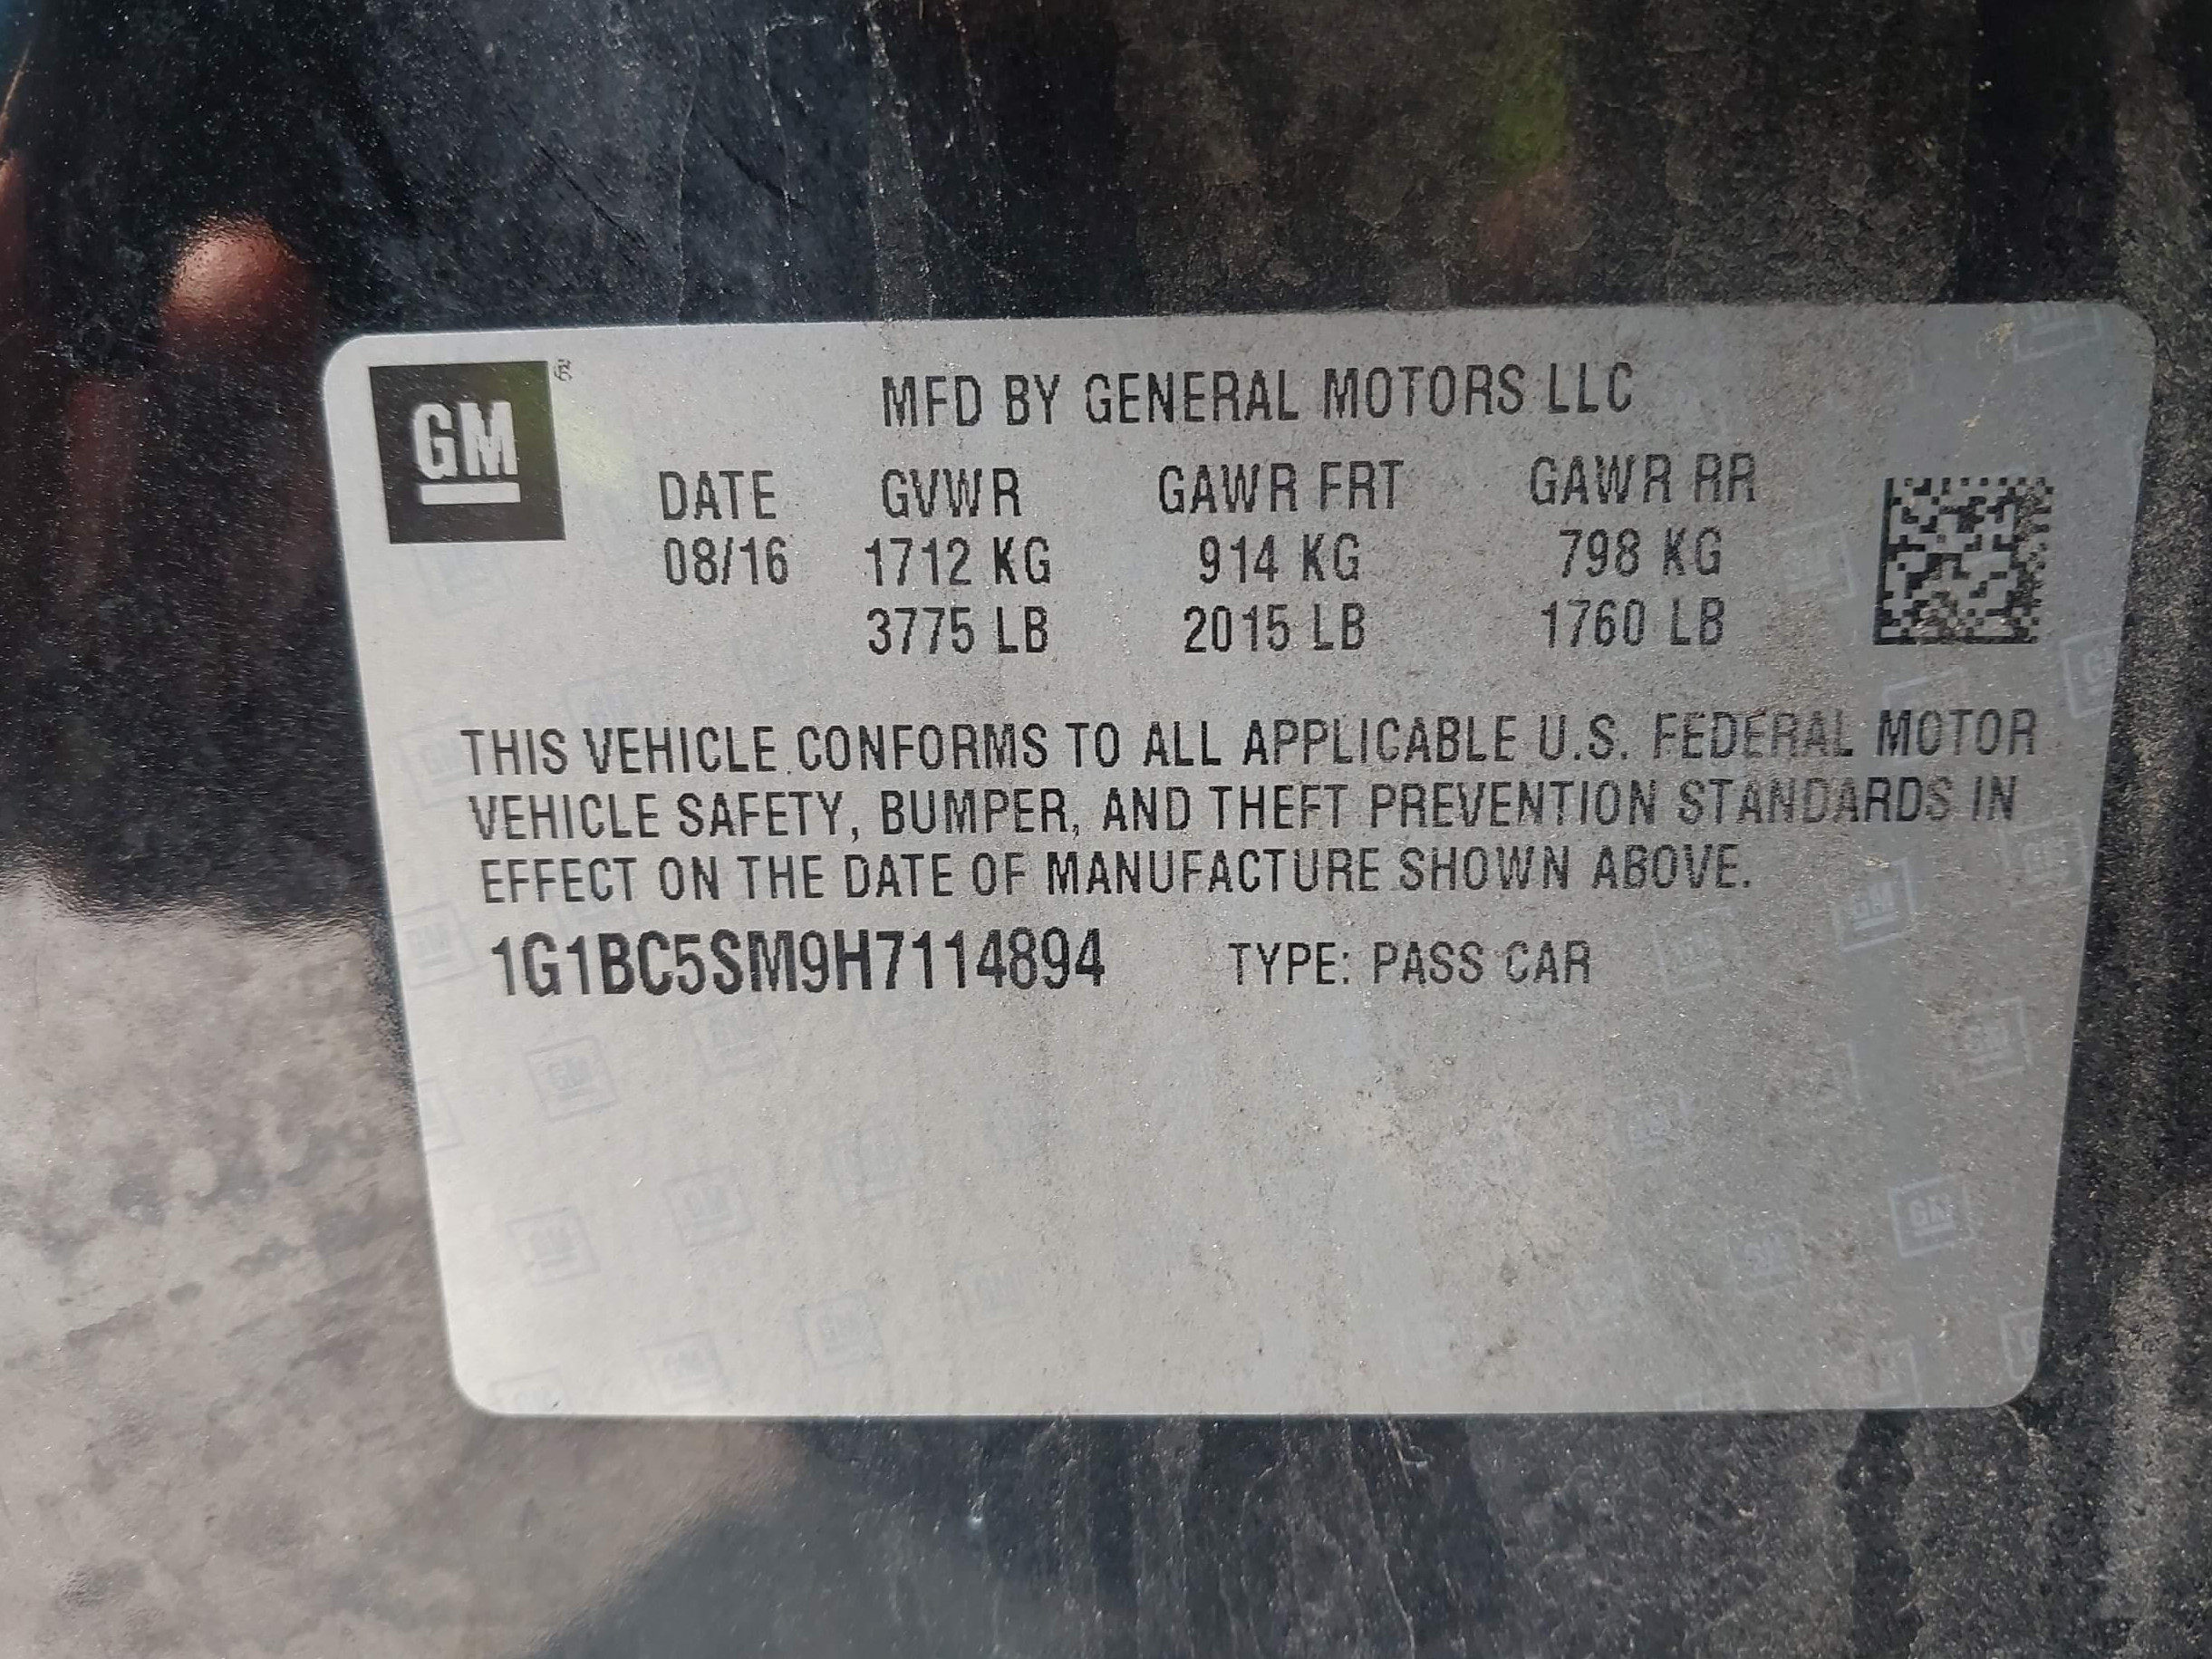 GM ®
MFD BY GENERAL MOTORS LLC
DATE GVWR GAWR FRT GAWR RR
08/16 1712 KG 914 KG 798 KG
3775 LB 2015 LB 1760 LB
THIS VEHICLE CONFORMS TO ALL APPLICABLE U.S. FEDERAL MOTOR
VEHICLE SAFETY, BUMPER, AND THEFT PREVENTION STANDARDS IN
EFFECT ON THE DATE OF MANUFACTURE SHOWN ABOVE.
1G1BC5SM9H7114894 TYPE: PASS CAR